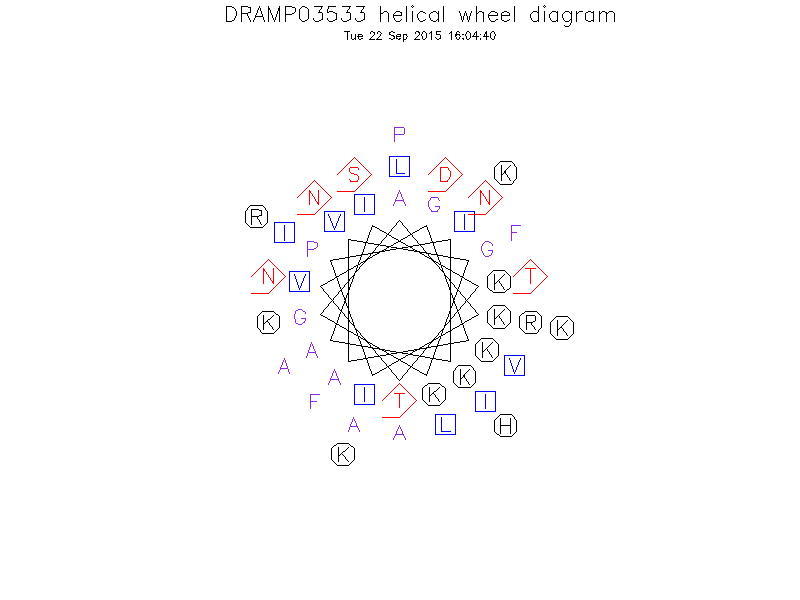 DRAMP03533 helical wheel diagram
Tue 22 Sep 2015 16:04:40
P
S L D K
N I A G N
R I V I F
P G
N V K T
K G K R K
A A K V
A K
F I T K I
A A L H
K